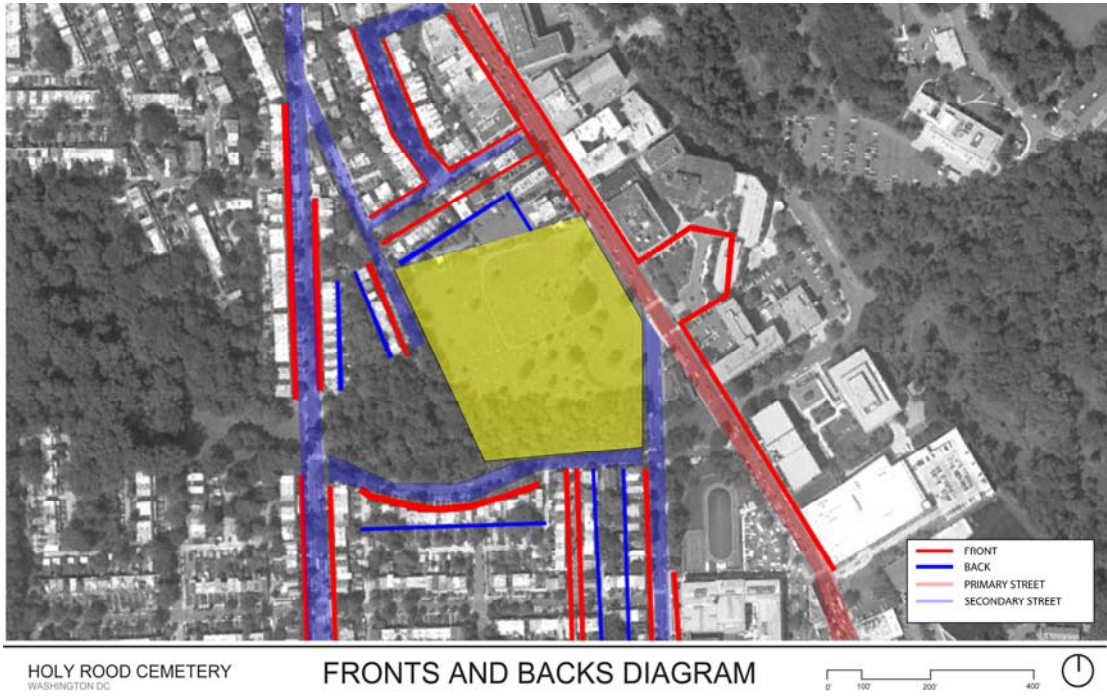 FRONT
BACK
PRIMARY STREET
SECONDARY STREET
HOLY ROOD CEMETERY
WASHINGTON DC
FRONTS AND BACKS DIAGRAM
0' 100' 200' 400'